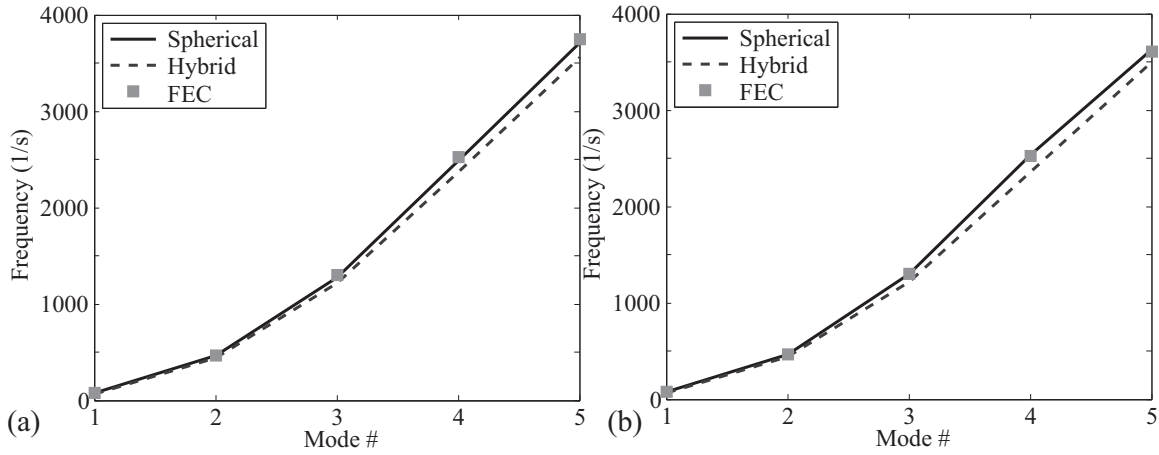 4000
3000
2000
1000
0
Frequency (1/s)
Spherical
Hybrid
FEC
1 2 3 4 5
Mode #
(a)
4000
3000
2000
1000
0
Frequency (1/s)
Spherical
Hybrid
FEC
1 2 3 4 5
Mode #
(b)